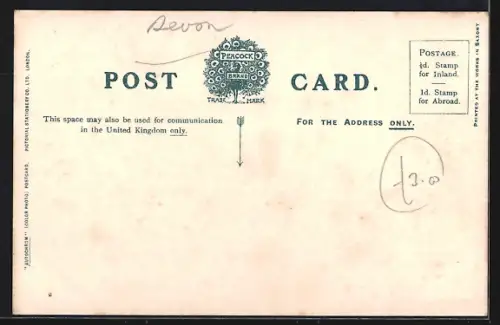 Devon
PEACOCK
BRAND
TRADE MARK
POST CARD.
This space may also be used for communication
in the United Kingdom only.
FOR THE ADDRESS ONLY.
POSTAGE.
½d. Stamp
for Inland.
1d. Stamp
for Abroad.
£3.0
PRINTED AT THE WORKS IN SAXONY
"AUTOCHROM" (COLOR PHOTO) POSTCARD. PICTORIAL STATIONERY CO. LTD. LONDON.